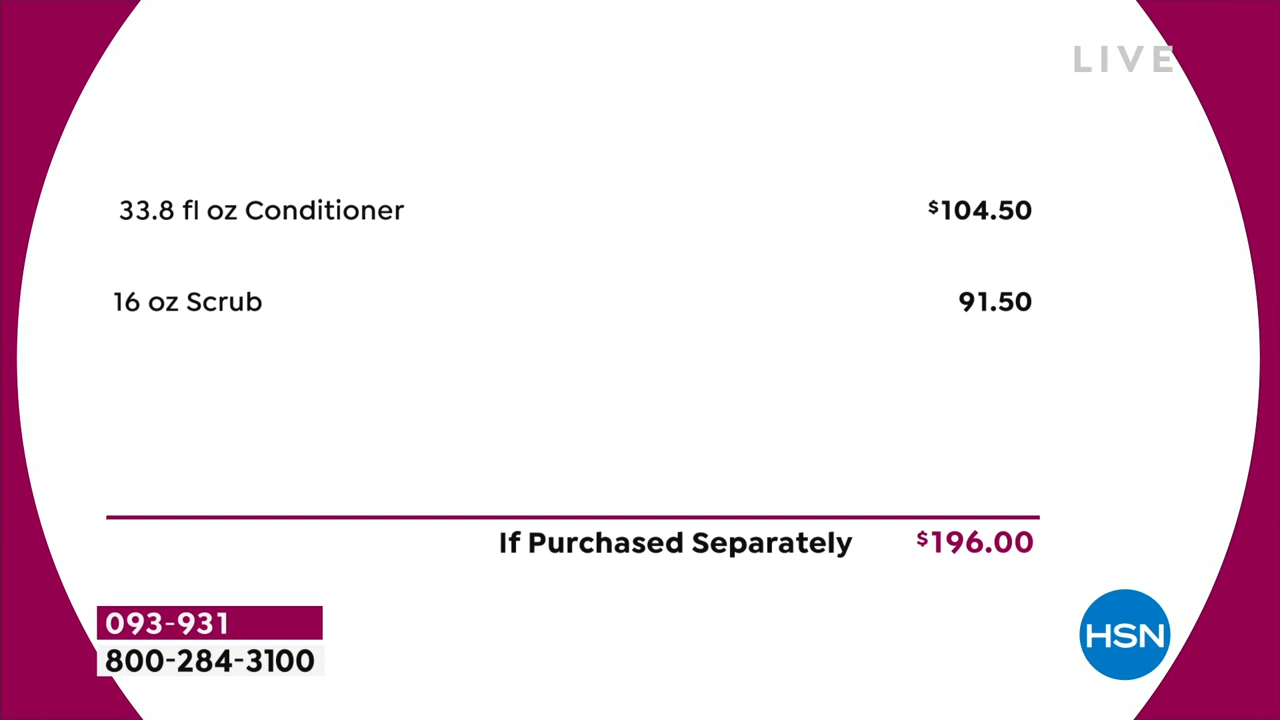 LIVE
33.8 fl oz Conditioner $104.50
16 oz Scrub 91.50
If Purchased Separately $196.00
093-931
800-284-3100
HSN